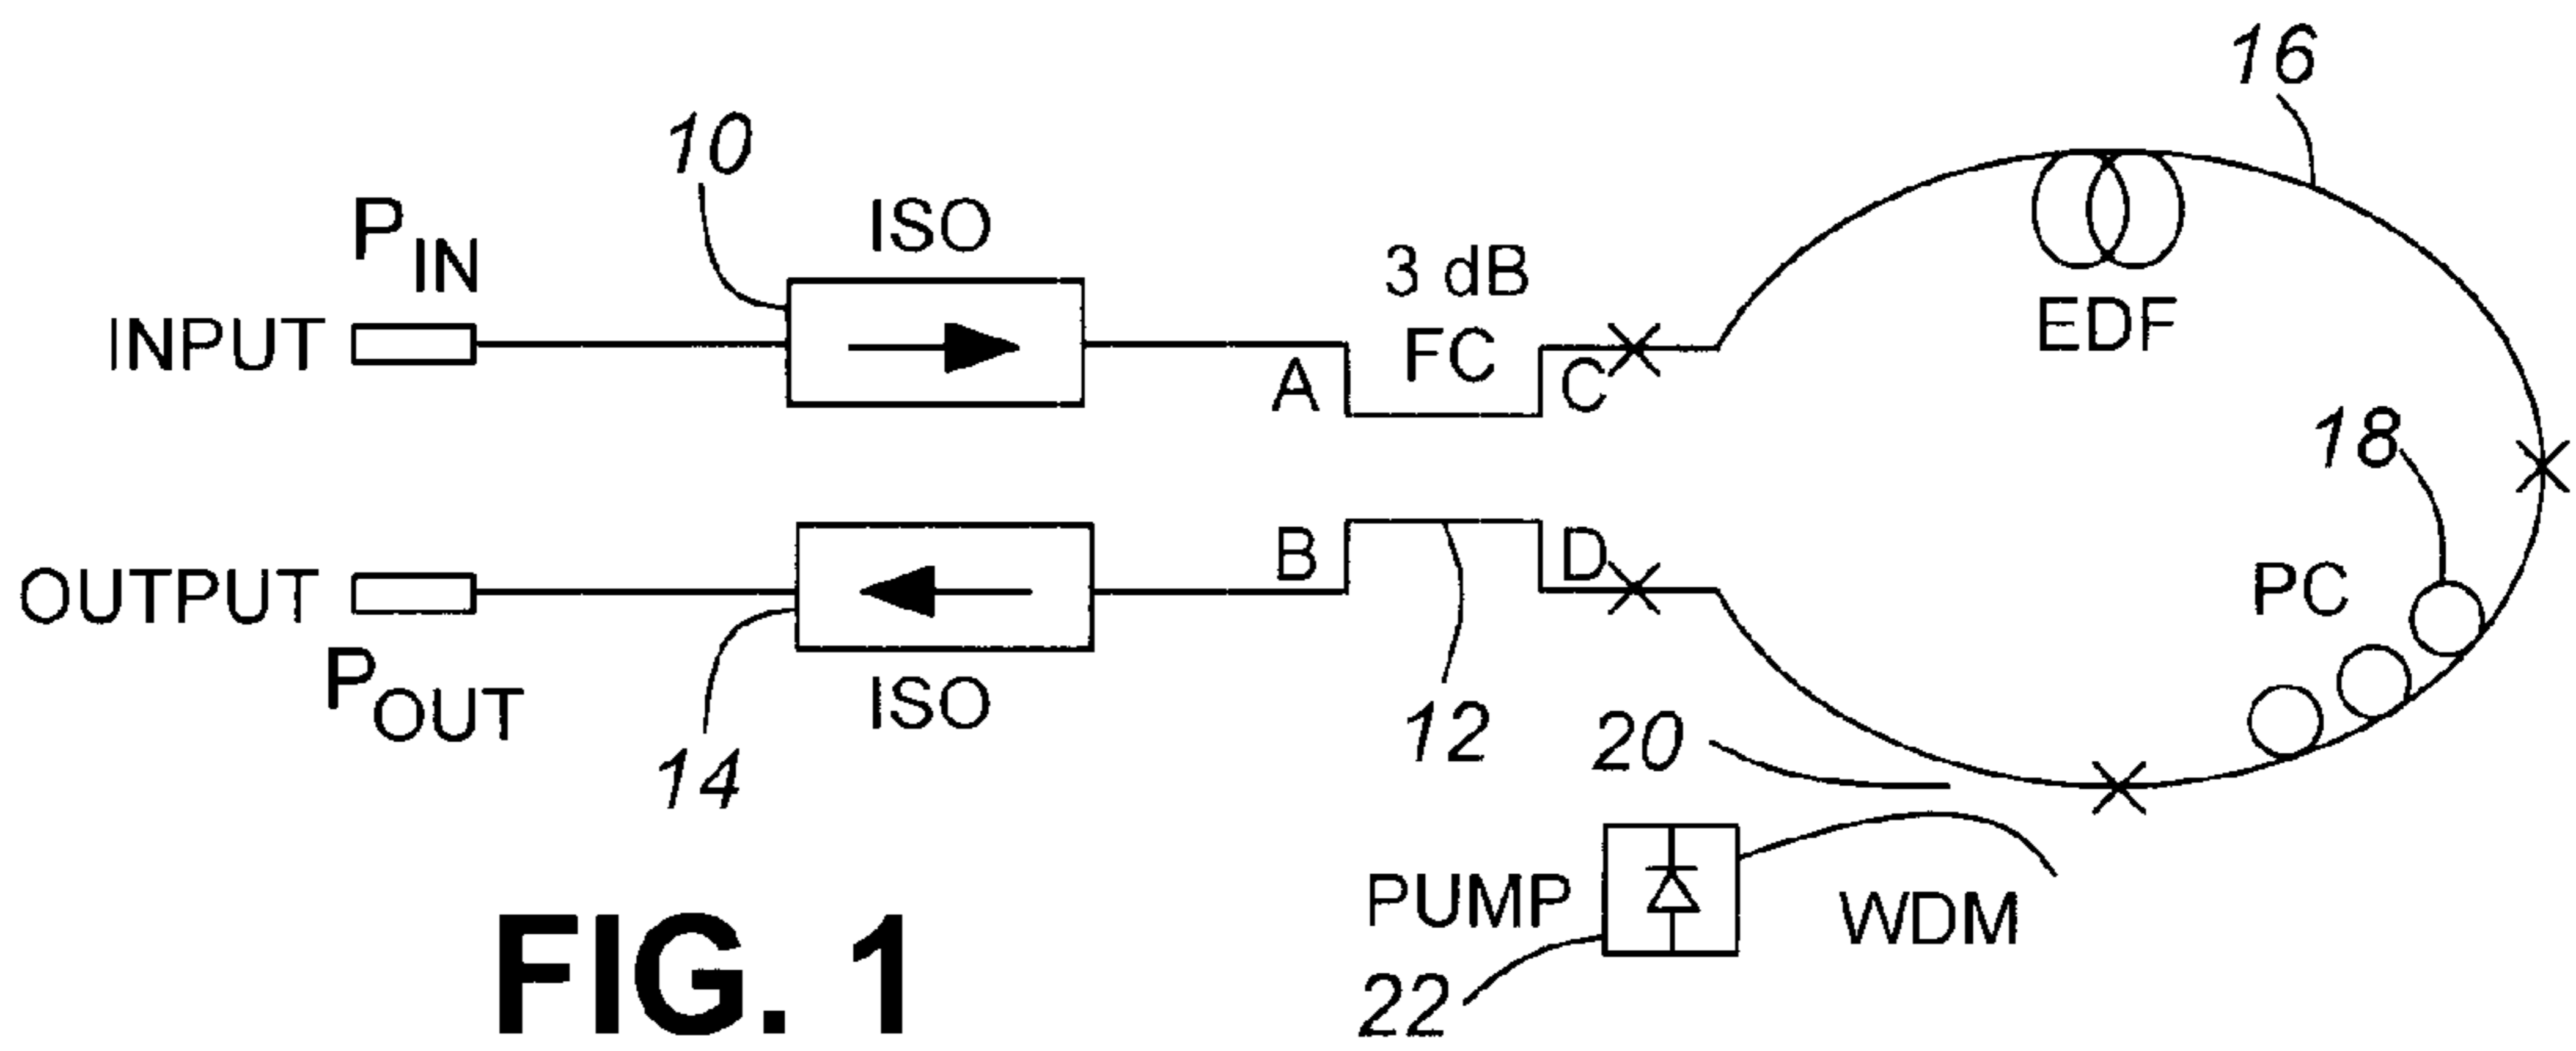 16
10
ISO
P IN
3 dB
FC
INPUT
A
C
EDF
18
B
D
PC
OUTPUT
P OUT
ISO
12
20
14
PUMP
WDM
22
FIG. 1